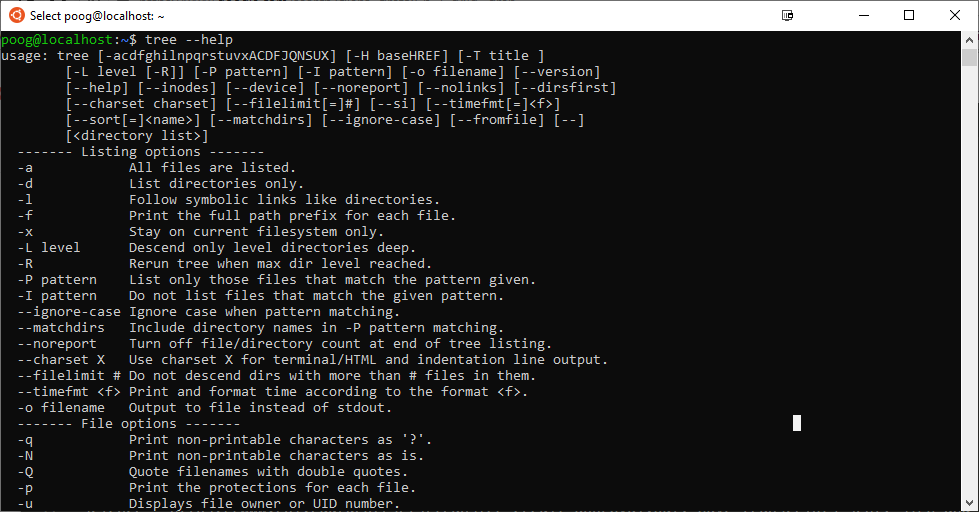 Select poog@localhost: ~
poog@localhost:~$ tree --help
usage: tree [-acdfghilnpqrstuvxACDFJQNSUX] [-H baseHREF] [-T title ]
        [-L level [-R]] [-P pattern] [-I pattern] [-o filename] [--version]
        [--help] [--inodes] [--device] [--noreport] [--nolinks] [--dirsfirst]
        [--charset charset] [--filelimit[=]#] [--si] [--timefmt[=]<f>]
        [--sort[=]<name>] [--matchdirs] [--ignore-case] [--fromfile] [--]
        [<directory list>]
  ------- Listing options -------
  -a            All files are listed.
  -d            List directories only.
  -l            Follow symbolic links like directories.
  -f            Print the full path prefix for each file.
  -x            Stay on current filesystem only.
  -L level      Descend only level directories deep.
  -R            Rerun tree when max dir level reached.
  -P pattern    List only those files that match the pattern given.
  -I pattern    Do not list files that match the given pattern.
  --ignore-case Ignore case when pattern matching.
  --matchdirs   Include directory names in -P pattern matching.
  --noreport    Turn off file/directory count at end of tree listing.
  --charset X   Use charset X for terminal/HTML and indentation line output.
  --filelimit # Do not descend dirs with more than # files in them.
  --timefmt <f> Print and format time according to the format <f>.
  -o filename   Output to file instead of stdout.
  ------- File options -------
  -q            Print non-printable characters as '?'.
  -N            Print non-printable characters as is.
  -Q            Quote filenames with double quotes.
  -p            Print the protections for each file.
  -u            Displays file owner or UID number.